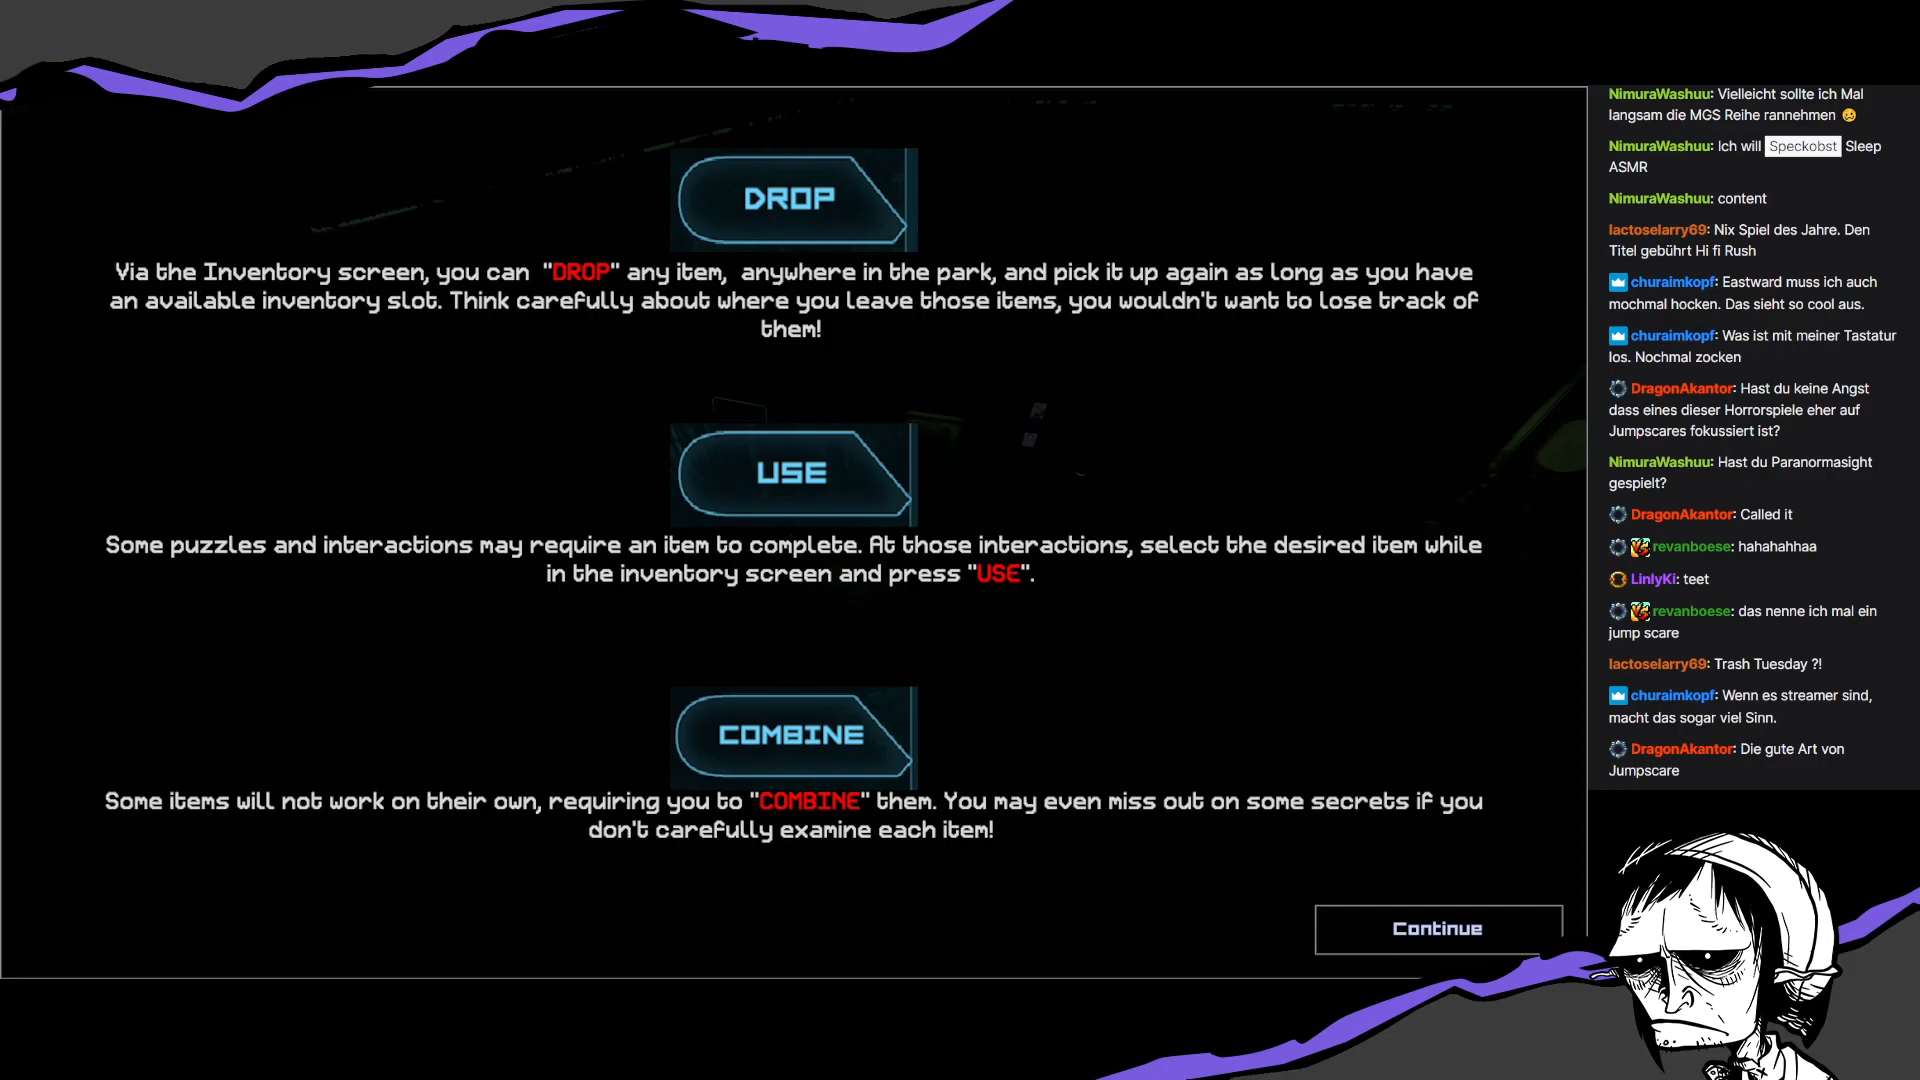 DROP
Via the Inventory screen, you can "DROP" any item, anywhere in the park, and pick it up again as long as you have
an available inventory slot. Think carefully about where you leave those items, you wouldn't want to lose track of
them!
USE
Some puzzles and interactions may require an item to complete. At those interactions, select the desired item while
in the inventory screen and press "USE".
COMBINE
Some items will not work on their own, requiring you to "COMBINE" them. You may even miss out on some secrets if you
don't carefully examine each item!
Continue
NimuraWashuu: Vielleicht sollte ich Mal
langsam die MGS Reihe rannehmen 🥲
NimuraWashuu: Ich will Speckobst Sleep
ASMR
NimuraWashuu: content
lactoselarry69: Nix Spiel des Jahre. Den
Titel gebührt Hi fi Rush
churaimkopf: Eastward muss ich auch
mochmal hocken. Das sieht so cool aus.
churaimkopf: Was ist mit meiner Tastatur
los. Nochmal zocken
DragonAkantor: Hast du keine Angst
dass eines dieser Horrorspiele eher auf
Jumpscares fokussiert ist?
NimuraWashuu: Hast du Paranormasight
gespielt?
DragonAkantor: Called it
revanboese: hahahahhaa
LinlyKi: teet
revanboese: das nenne ich mal ein
jump scare
lactoselarry69: Trash Tuesday ?!
churaimkopf: Wenn es streamer sind,
macht das sogar viel Sinn.
DragonAkantor: Die gute Art von
Jumpscare